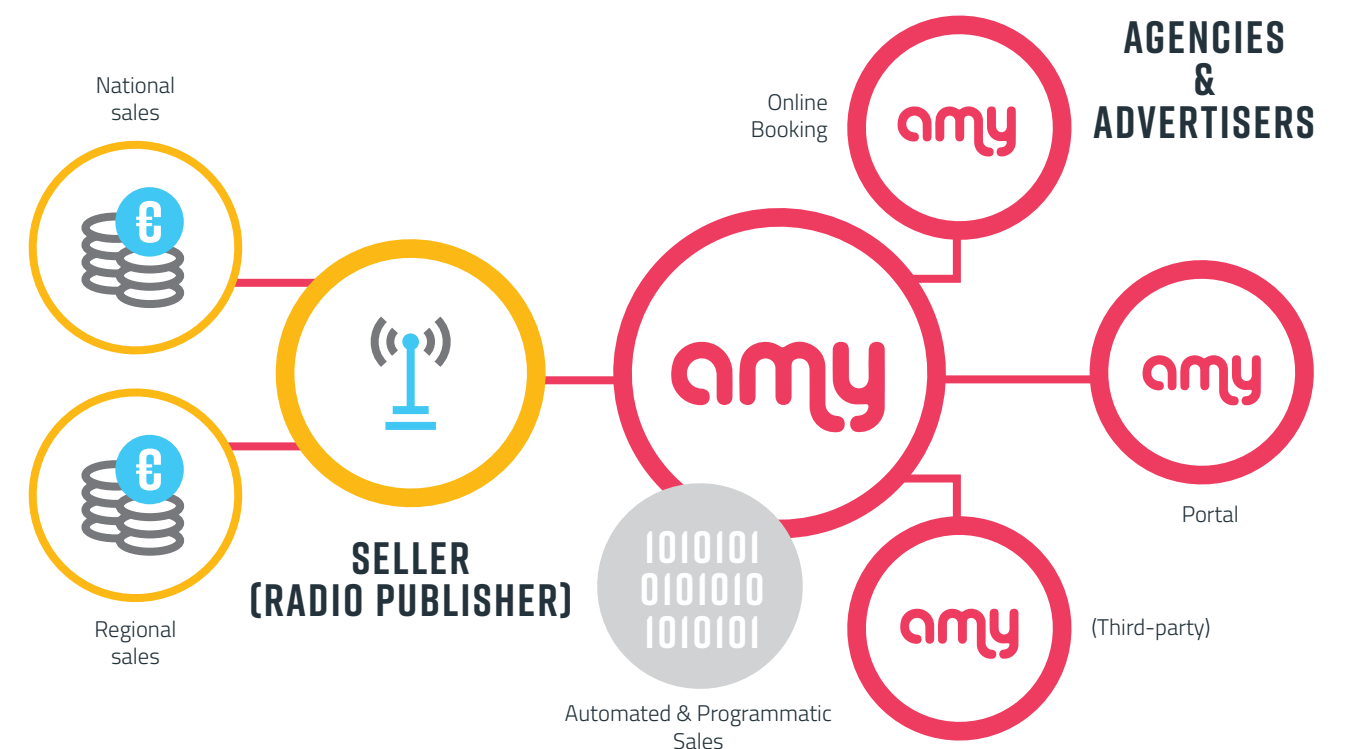 National
sales
€
€
Regional
sales
SELLER
(RADIO PUBLISHER)
amy
1010101
0101010
1010101
Automated & Programmatic
Sales
Online
Booking
amy
AGENCIES
&
ADVERTISERS
amy
Portal
amy
(Third-party)